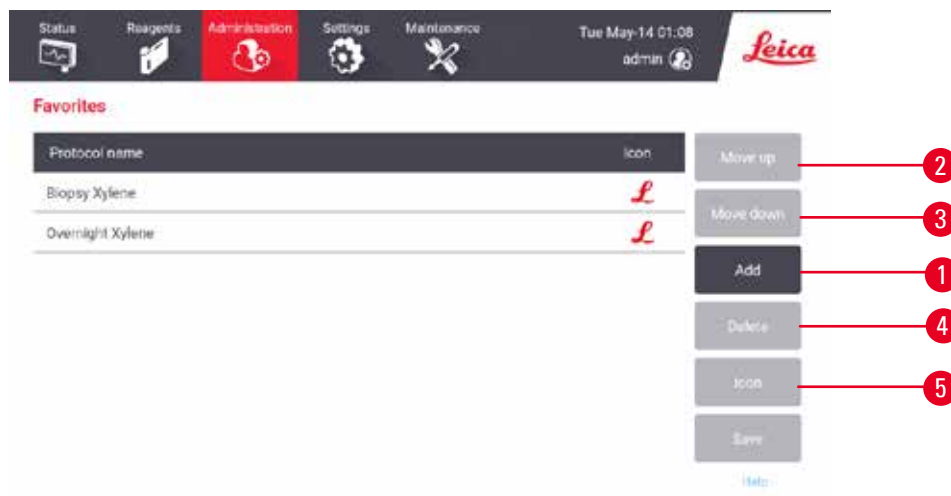 Status Reagents Administration Settings Maintenance Tue May-14 01:08
admin
Leica
Favorites
Protocol name Icon
Biopsy Xylene L
Overnight Xylene L
Move up 2
Move down 3
Add 1
Delete 4
Icon 5
Save
Help